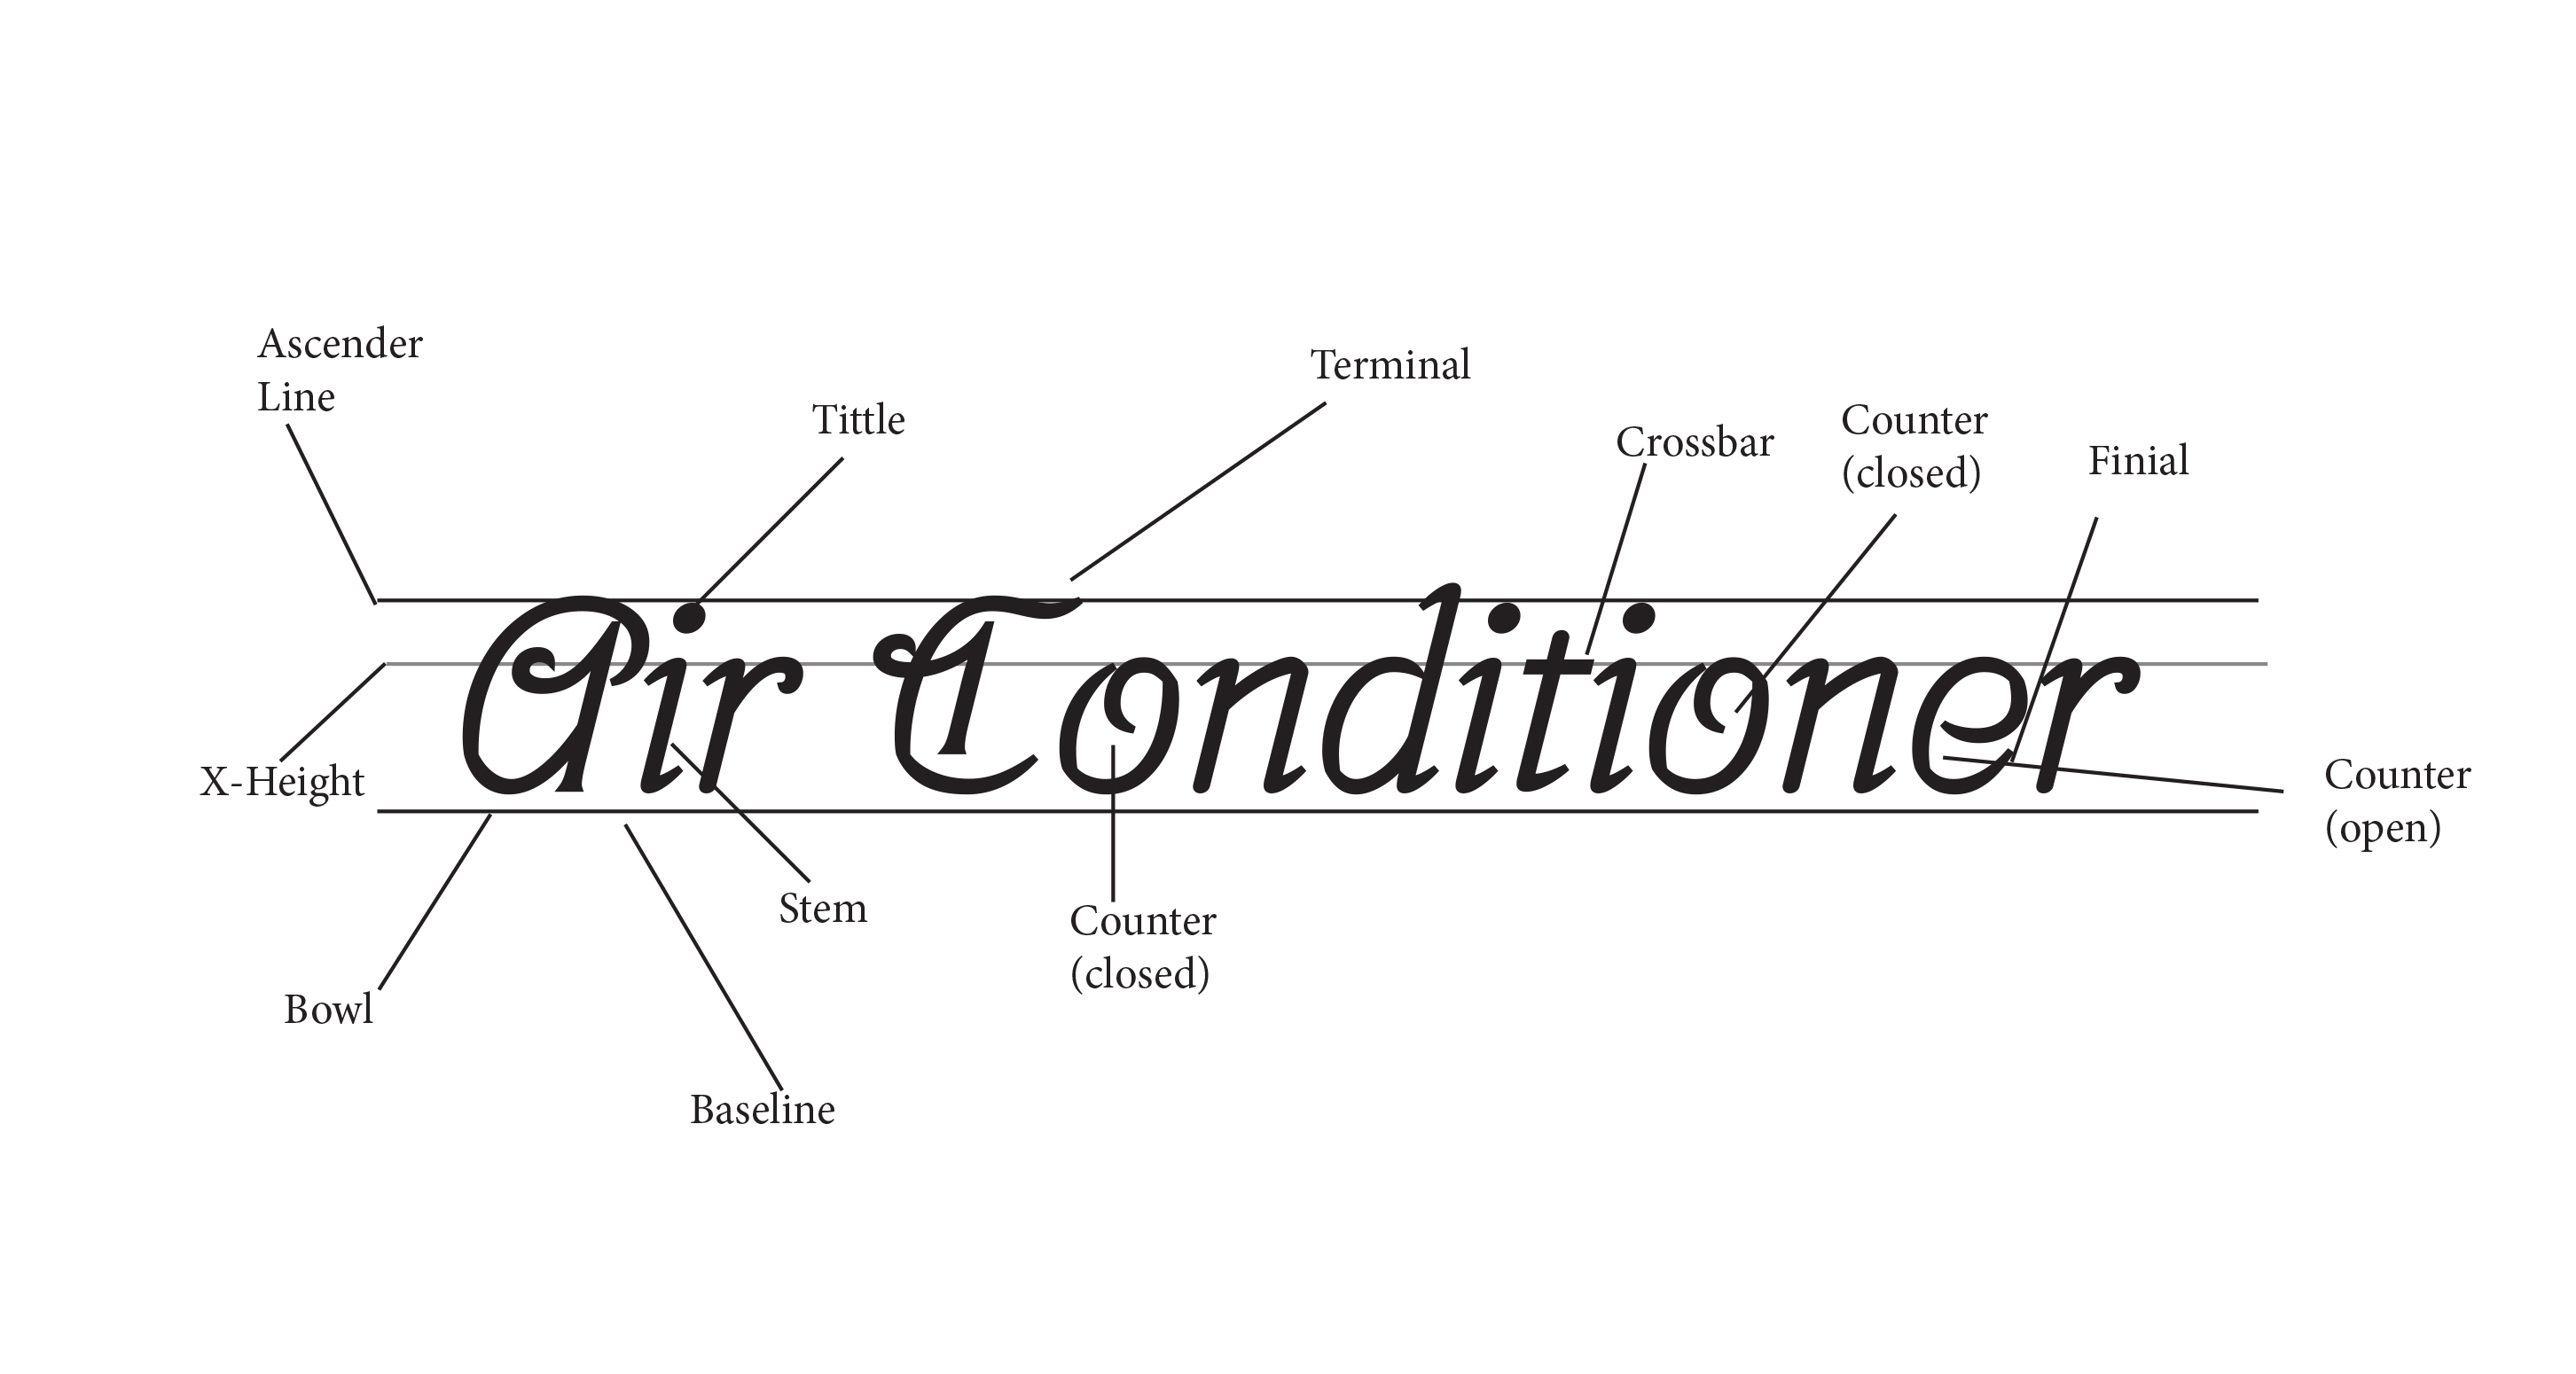 Ascender
Line
Tittle
Terminal
Crossbar
Counter
(closed)
Finial
Air Conditioner
X-Height
Counter
(open)
Stem
Counter
(closed)
Bowl
Baseline